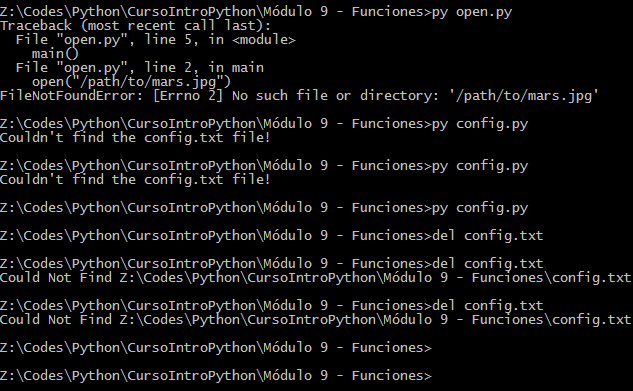 Z:\Codes\Python\CursoIntroPython\Módulo 9 - Funciones>py open.py
Traceback (most recent call last):
  File "open.py", line 5, in <module>
    main()
  File "open.py", line 2, in main
    open("/path/to/mars.jpg")
FileNotFoundError: [Errno 2] No such file or directory: '/path/to/mars.jpg'
Z:\Codes\Python\CursoIntroPython\Módulo 9 - Funciones>py config.py
Couldn't find the config.txt file!
Z:\Codes\Python\CursoIntroPython\Módulo 9 - Funciones>py config.py
Couldn't find the config.txt file!
Z:\Codes\Python\CursoIntroPython\Módulo 9 - Funciones>py config.py
Z:\Codes\Python\CursoIntroPython\Módulo 9 - Funciones>del config.txt
Z:\Codes\Python\CursoIntroPython\Módulo 9 - Funciones>del config.txt
Could Not Find Z:\Codes\Python\CursoIntroPython\Módulo 9 - Funciones\config.txt
Z:\Codes\Python\CursoIntroPython\Módulo 9 - Funciones>del config.txt
Could Not Find Z:\Codes\Python\CursoIntroPython\Módulo 9 - Funciones\config.txt
Z:\Codes\Python\CursoIntroPython\Módulo 9 - Funciones>
Z:\Codes\Python\CursoIntroPython\Módulo 9 - Funciones>